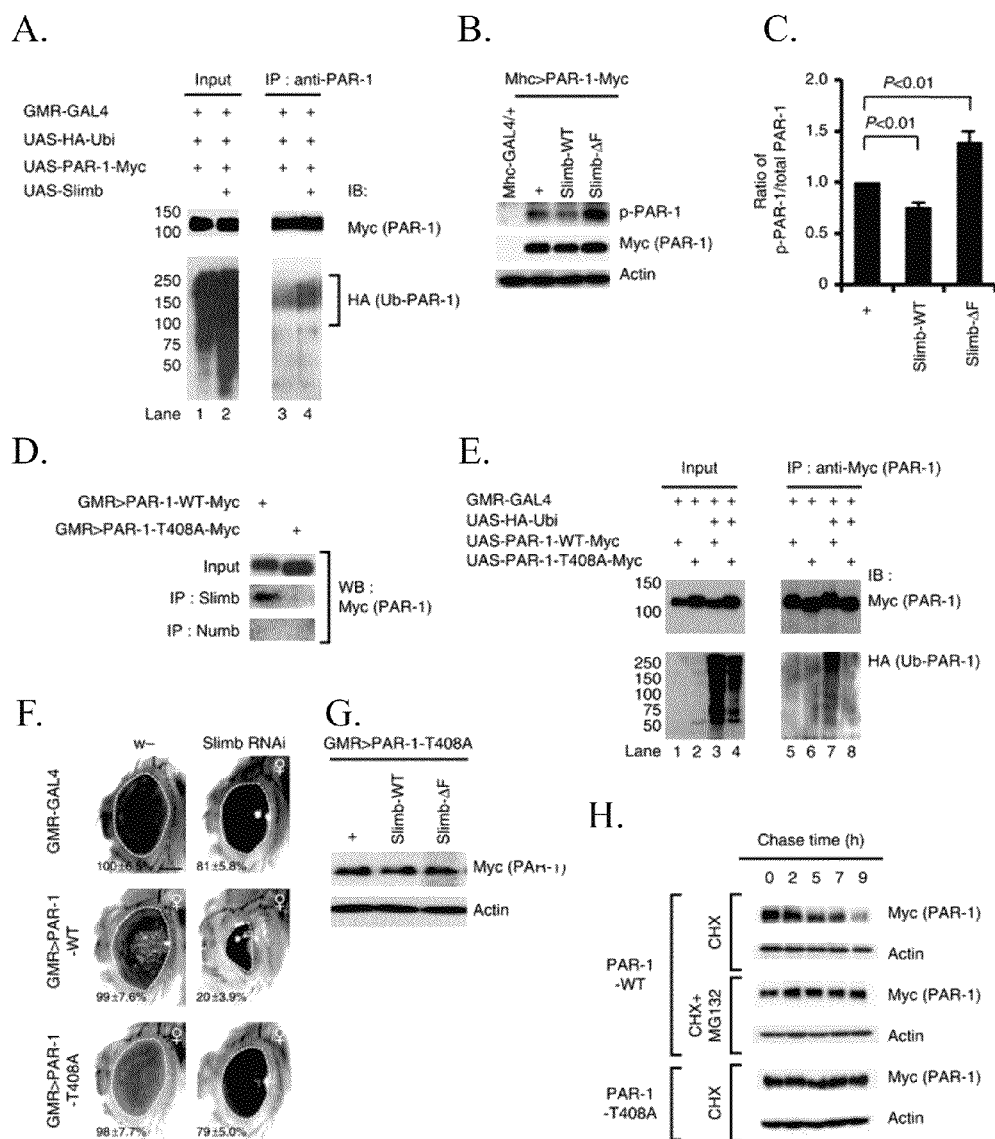 A.
Input IP : anti-PAR-1
GMR-GAL4 + + + +
UAS-HA-Ubi + + + +
UAS-PAR-1-Myc + + + +
UAS-Slimb + + IB:
150
100
Myc (PAR-1)
250
150
100
75
50
HA (Ub-PAR-1)
Lane 1 2 3 4
B.
Mhc>PAR-1-Myc
Mhc-GAL4/+
+
Slimb-WT
Slimb-ΔF
p-PAR-1
Myc (PAR-1)
Actin
C.
Ratio of
p-PAR-1/total PAR-1
2.0
1.5
1.0
0.5
0
P<0.01
P<0.01
+
Slimb-WT
Slimb-ΔF
D.
GMR>PAR-1-WT-Myc +
GMR>PAR-1-T408A-Myc +
Input
IP : Slimb
IP : Numb
WB :
Myc (PAR-1)
E.
Input IP : anti-Myc (PAR-1)
GMR-GAL4 + + + + + + + +
UAS-HA-Ubi + + + +
UAS-PAR-1-WT-Myc + + + +
UAS-PAR-1-T408A-Myc + + + +
IB :
150
100
Myc (PAR-1)
250
150
100
75
50
HA (Ub-PAR-1)
Lane 1 2 3 4 5 6 7 8
F.
w– Slimb RNAi
GMR-GAL4
♀
100±6.8% 81±5.8%
GMR>PAR-1
-WT
♀ ♀
99±7.6% 20±3.9%
GMR>PAR-1
-T408A
♀ ♀
98±7.7% 79±5.0%
G.
GMR>PAR-1-T408A
+
Slimb-WT
Slimb-ΔF
Myc (PAR-1)
Actin
H.
Chase time (h)
0 2 5 7 9
PAR-1
-WT
CHX
Myc (PAR-1)
Actin
CHX+
MG132
Myc (PAR-1)
Actin
PAR-1
-T408A
CHX
Myc (PAR-1)
Actin